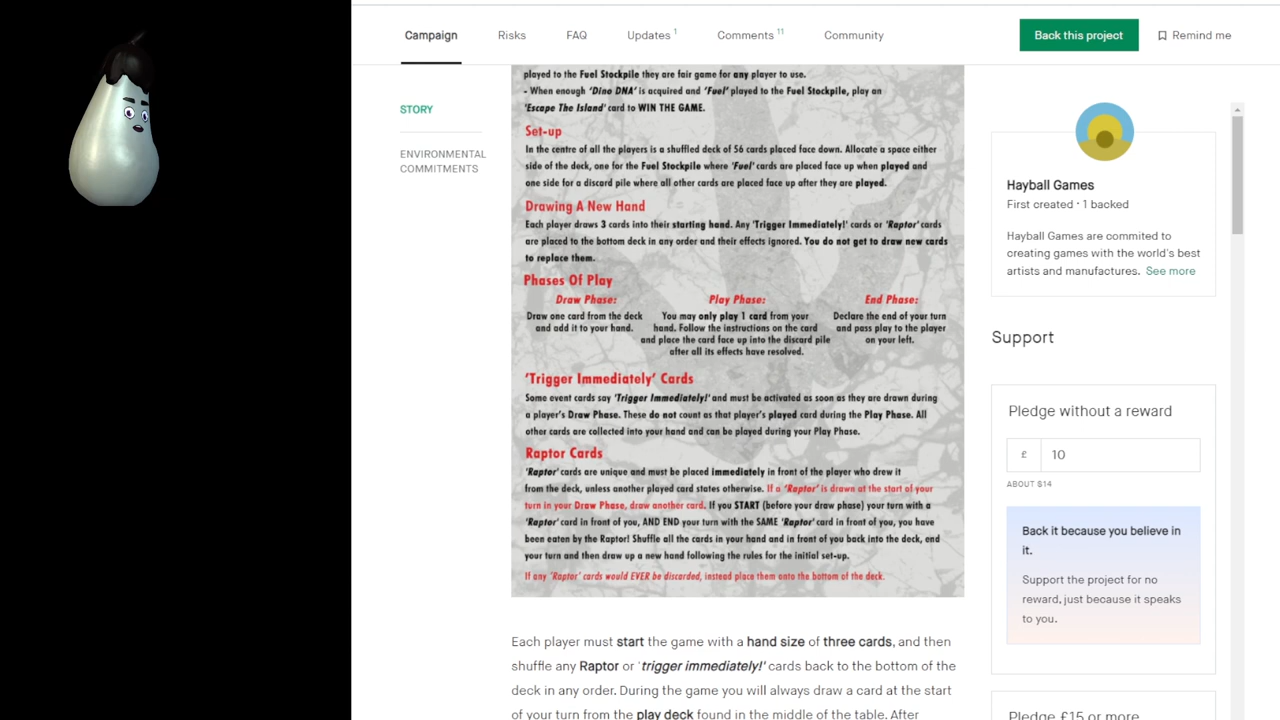 Campaign Risks FAQ Updates 1 Comments 11 Community Back this project Remind me
STORY
ENVIRONMENTAL
COMMITMENTS
played to the Fuel Stockpile they are fair game for any player to use.
- When enough 'Dino DNA' is acquired and 'Fuel' played to the Fuel Stockpile, play an
'Escape The Island' card to WIN THE GAME.
Set-up
In the centre of all the players is a shuffled deck of 56 cards placed face down. Allocate a space either
side of the deck, one for the Fuel Stockpile where 'Fuel' cards are placed face up when played and
one side for a discard pile where all other cards are placed face up after they are played.
Drawing A New Hand
Each player draws 3 cards into their starting hand. Any 'Trigger Immediately!' cards or 'Raptor' cards
are placed to the bottom deck in any order and their effects ignored. You do not get to draw new cards
to replace them.
Phases Of Play
Draw Phase:
Draw one card from the deck
and add it to your hand.
Play Phase:
You may only play 1 card from your
hand. Follow the instructions on the card
and place the card face up into the discard pile
after all its effects have resolved.
End Phase:
Declare the end of your turn
and pass play to the player
on your left.
'Trigger Immediately' Cards
Some event cards say 'Trigger Immediately!' and must be activated as soon as they are drawn during
a player's Draw Phase. These do not count as that player's played card during the Play Phase. All
other cards are collected into your hand and can be played during your Play Phase.
Raptor Cards
'Raptor' cards are unique and must be placed immediately in front of the player who drew it
from the deck, unless another played card states otherwise. If a 'Raptor' is drawn at the start of your
turn in your Draw Phase, draw another card. If you START (before your draw phase) your turn with a
'Raptor' card in front of you, AND END your turn with the SAME 'Raptor' card in front of you, you have
been eaten by the Raptor! Shuffle all the cards in your hand and in front of you back into the deck, end
your turn and then draw up a new hand following the rules for the initial set-up.
If any 'Raptor' cards would EVER be discarded, instead place them onto the bottom of the deck.
Each player must start the game with a hand size of three cards, and then
shuffle any Raptor or 'trigger immediately!' cards back to the bottom of the
deck in any order. During the game you will always draw a card at the start
of your turn from the play deck found in the middle of the table. After
Hayball Games
First created · 1 backed
Hayball Games are commited to
creating games with the world's best
artists and manufactures. See more
Support
Pledge without a reward
£ 10
ABOUT $14
Back it because you believe in
it.
Support the project for no
reward, just because it speaks
to you.
Pledge £15 or more